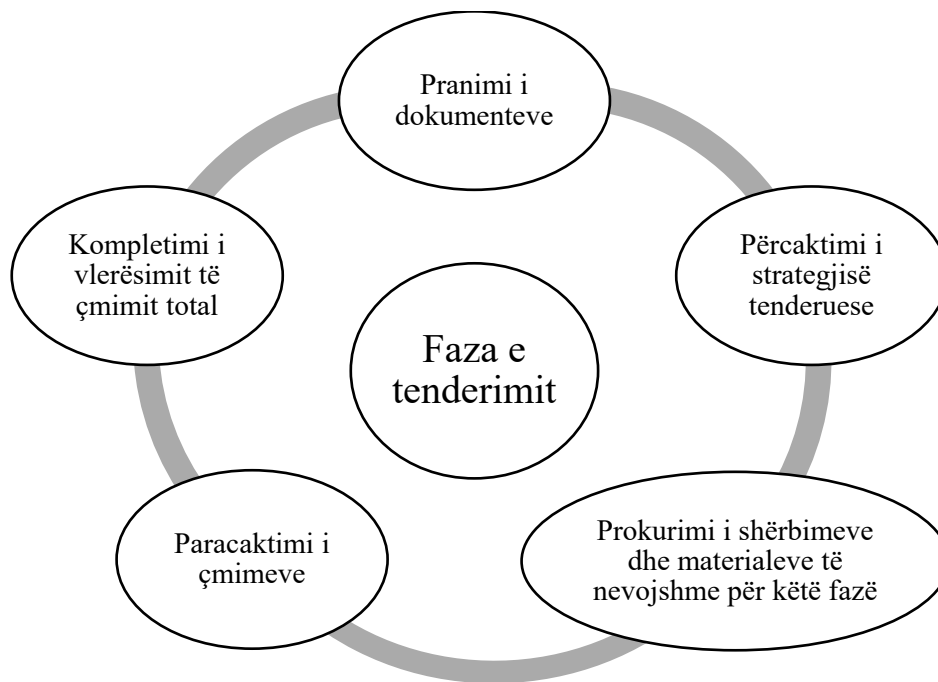 Pranimi i
dokumenteve
Përcaktimi i
strategjisë
tenderuese
Prokurimi i shërbimeve
dhe materialeve të
nevojshme për këtë fazë
Paracaktimi i
çmimeve
Kompletimi i
vlerësimit të
çmimit total
Faza e
tenderimit